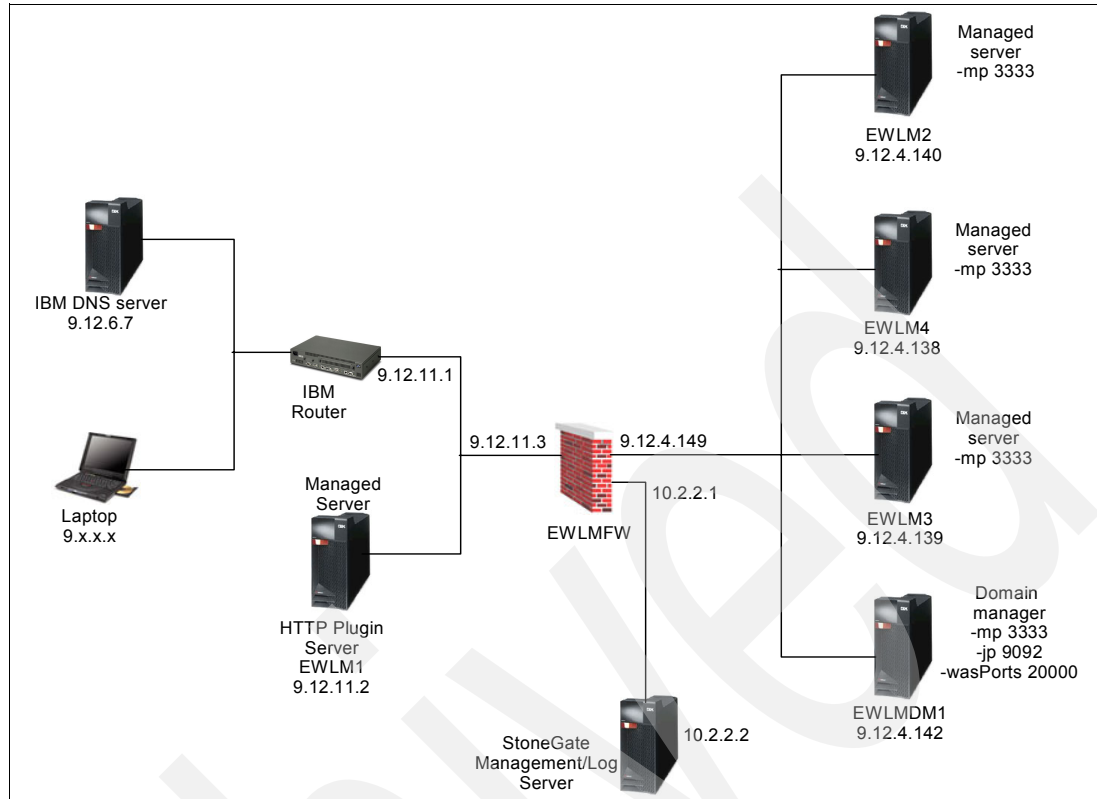 Managed
server
-mp 3333
EWLM2
9.12.4.140
IBM DNS server
9.12.6.7
Managed
server
-mp 3333
EWLM4
9.12.4.138
IBM
Router
9.12.11.1
Laptop
9.x.x.x
Managed
Server
HTTP Plugin
Server
EWLM1
9.12.11.2
9.12.11.3
9.12.4.149
10.2.2.1
EWLMFW
Managed
server
-mp 3333
EWLM3
9.12.4.139
Domain
manager
-mp 3333
-jp 9092
-wasPorts 20000
EWLMDM1
9.12.4.142
StoneGate
Management/Log
Server
10.2.2.2